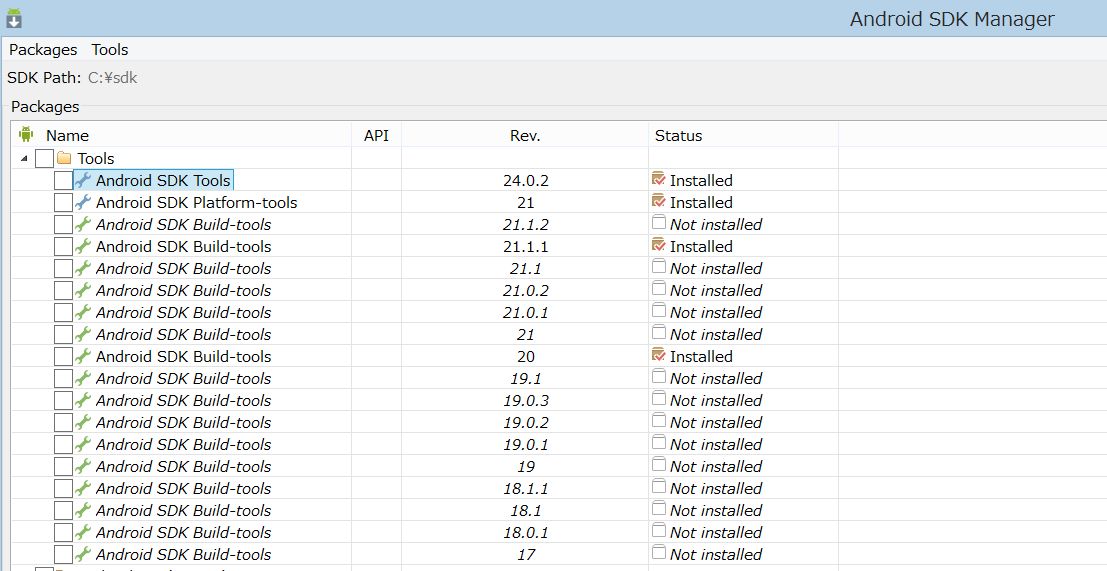 Android SDK Manager
Packages Tools
SDK Path: C:¥sdk
Packages
Name API Rev. Status
Tools
Android SDK Tools 24.0.2 Installed
Android SDK Platform-tools 21 Installed
Android SDK Build-tools 21.1.2 Not installed
Android SDK Build-tools 21.1.1 Installed
Android SDK Build-tools 21.1 Not installed
Android SDK Build-tools 21.0.2 Not installed
Android SDK Build-tools 21.0.1 Not installed
Android SDK Build-tools 21 Not installed
Android SDK Build-tools 20 Installed
Android SDK Build-tools 19.1 Not installed
Android SDK Build-tools 19.0.3 Not installed
Android SDK Build-tools 19.0.2 Not installed
Android SDK Build-tools 19.0.1 Not installed
Android SDK Build-tools 19 Not installed
Android SDK Build-tools 18.1.1 Not installed
Android SDK Build-tools 18.1 Not installed
Android SDK Build-tools 18.0.1 Not installed
Android SDK Build-tools 17 Not installed